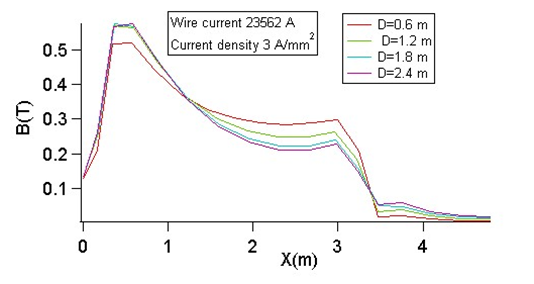 Wire current 23562 A
Current density 3 A/mm²
D=0.6 m
D=1.2 m
D=1.8 m
D=2.4 m
B(T)
0.5
0.4
0.3
0.2
0.1
0 1 2 3 4
X(m)